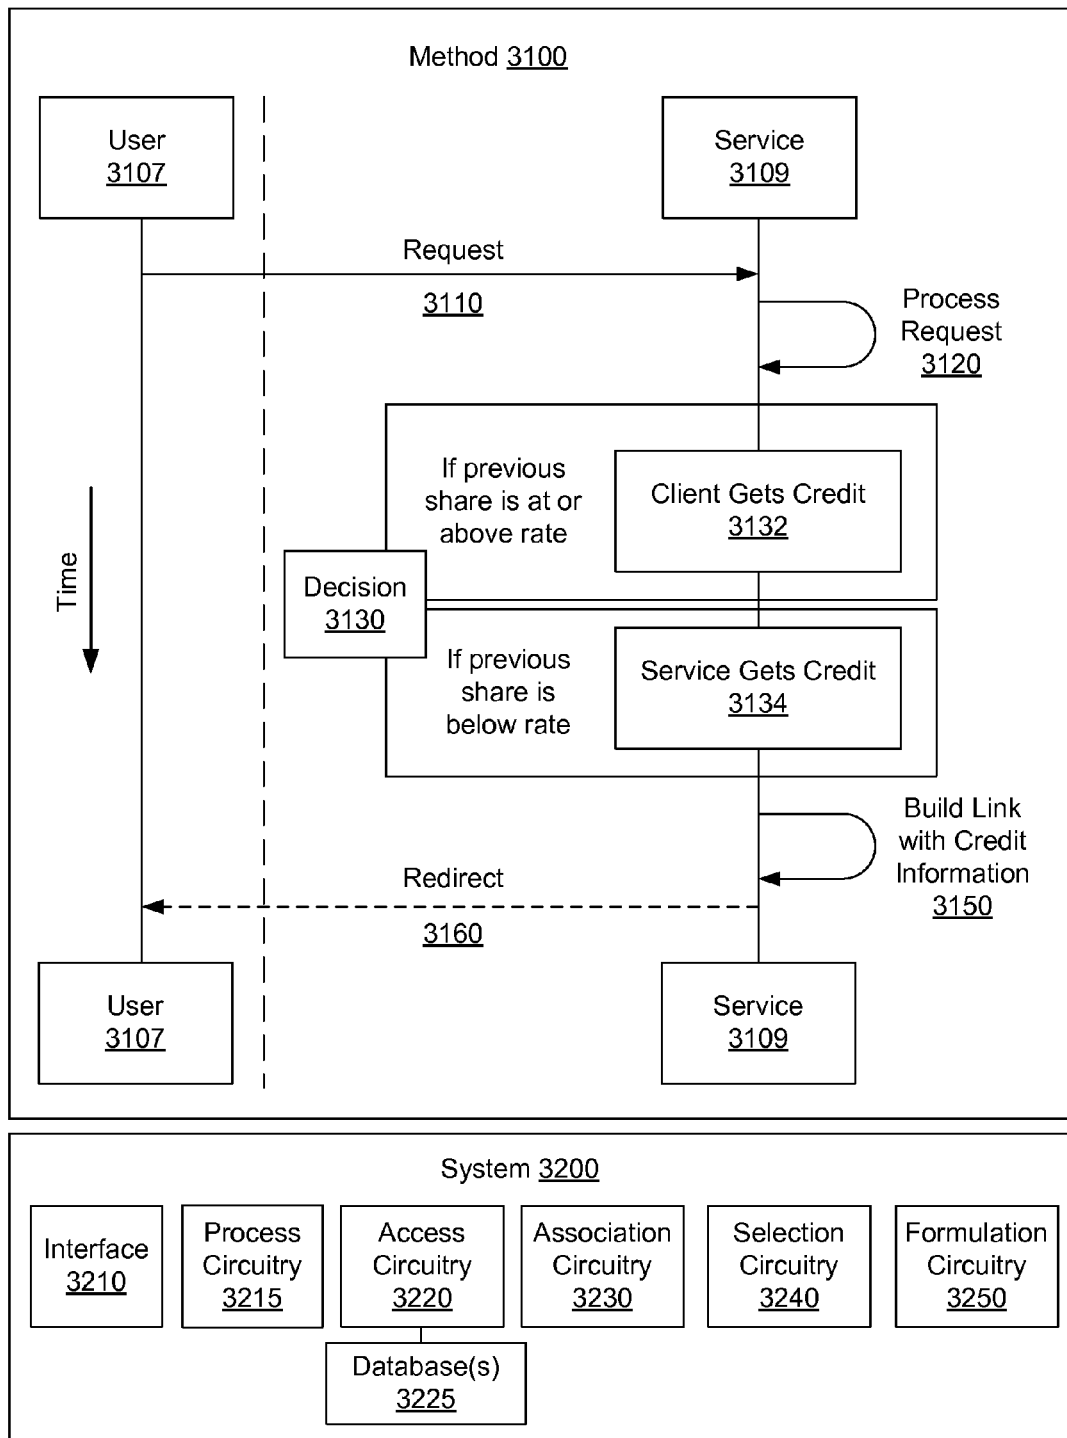 Method 3100
User
3107
Service
3109
Request
3110
Process
Request
3120
If previous
share is at or
above rate
Client Gets Credit
3132
Time
Decision
3130
If previous
share is
below rate
Service Gets Credit
3134
Build Link
with Credit
Information
3150
Redirect
3160
User
3107
Service
3109
System 3200
Interface
3210
Process
Circuitry
3215
Access
Circuitry
3220
Association
Circuitry
3230
Selection
Circuitry
3240
Formulation
Circuitry
3250
Database(s)
3225